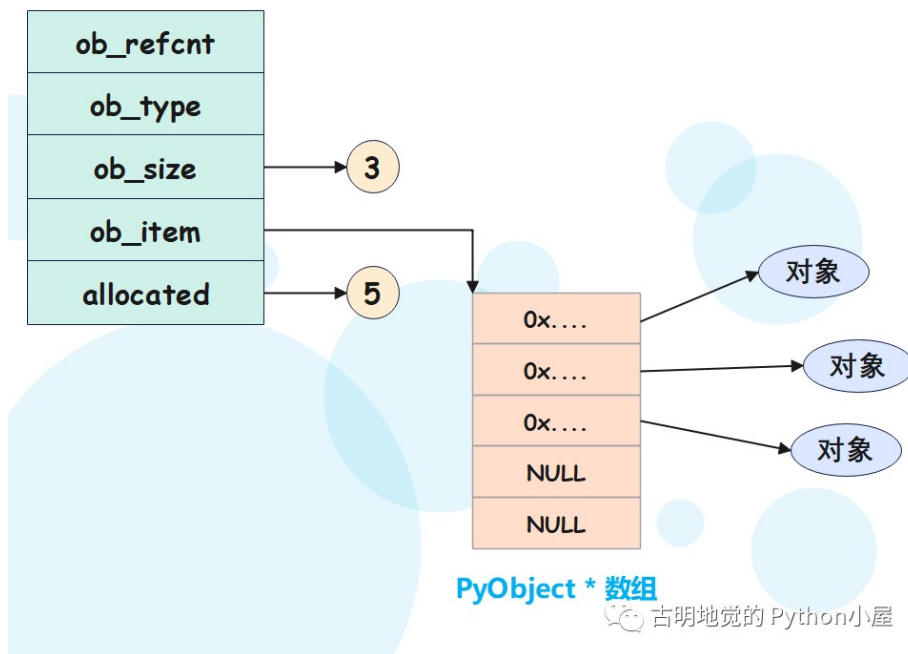 ob_refcnt
ob_type
ob_size
3
ob_item
allocated
5
0x....
0x....
0x....
NULL
NULL
对象
对象
对象
PyObject * 数组
古明地觉的 Python小屋